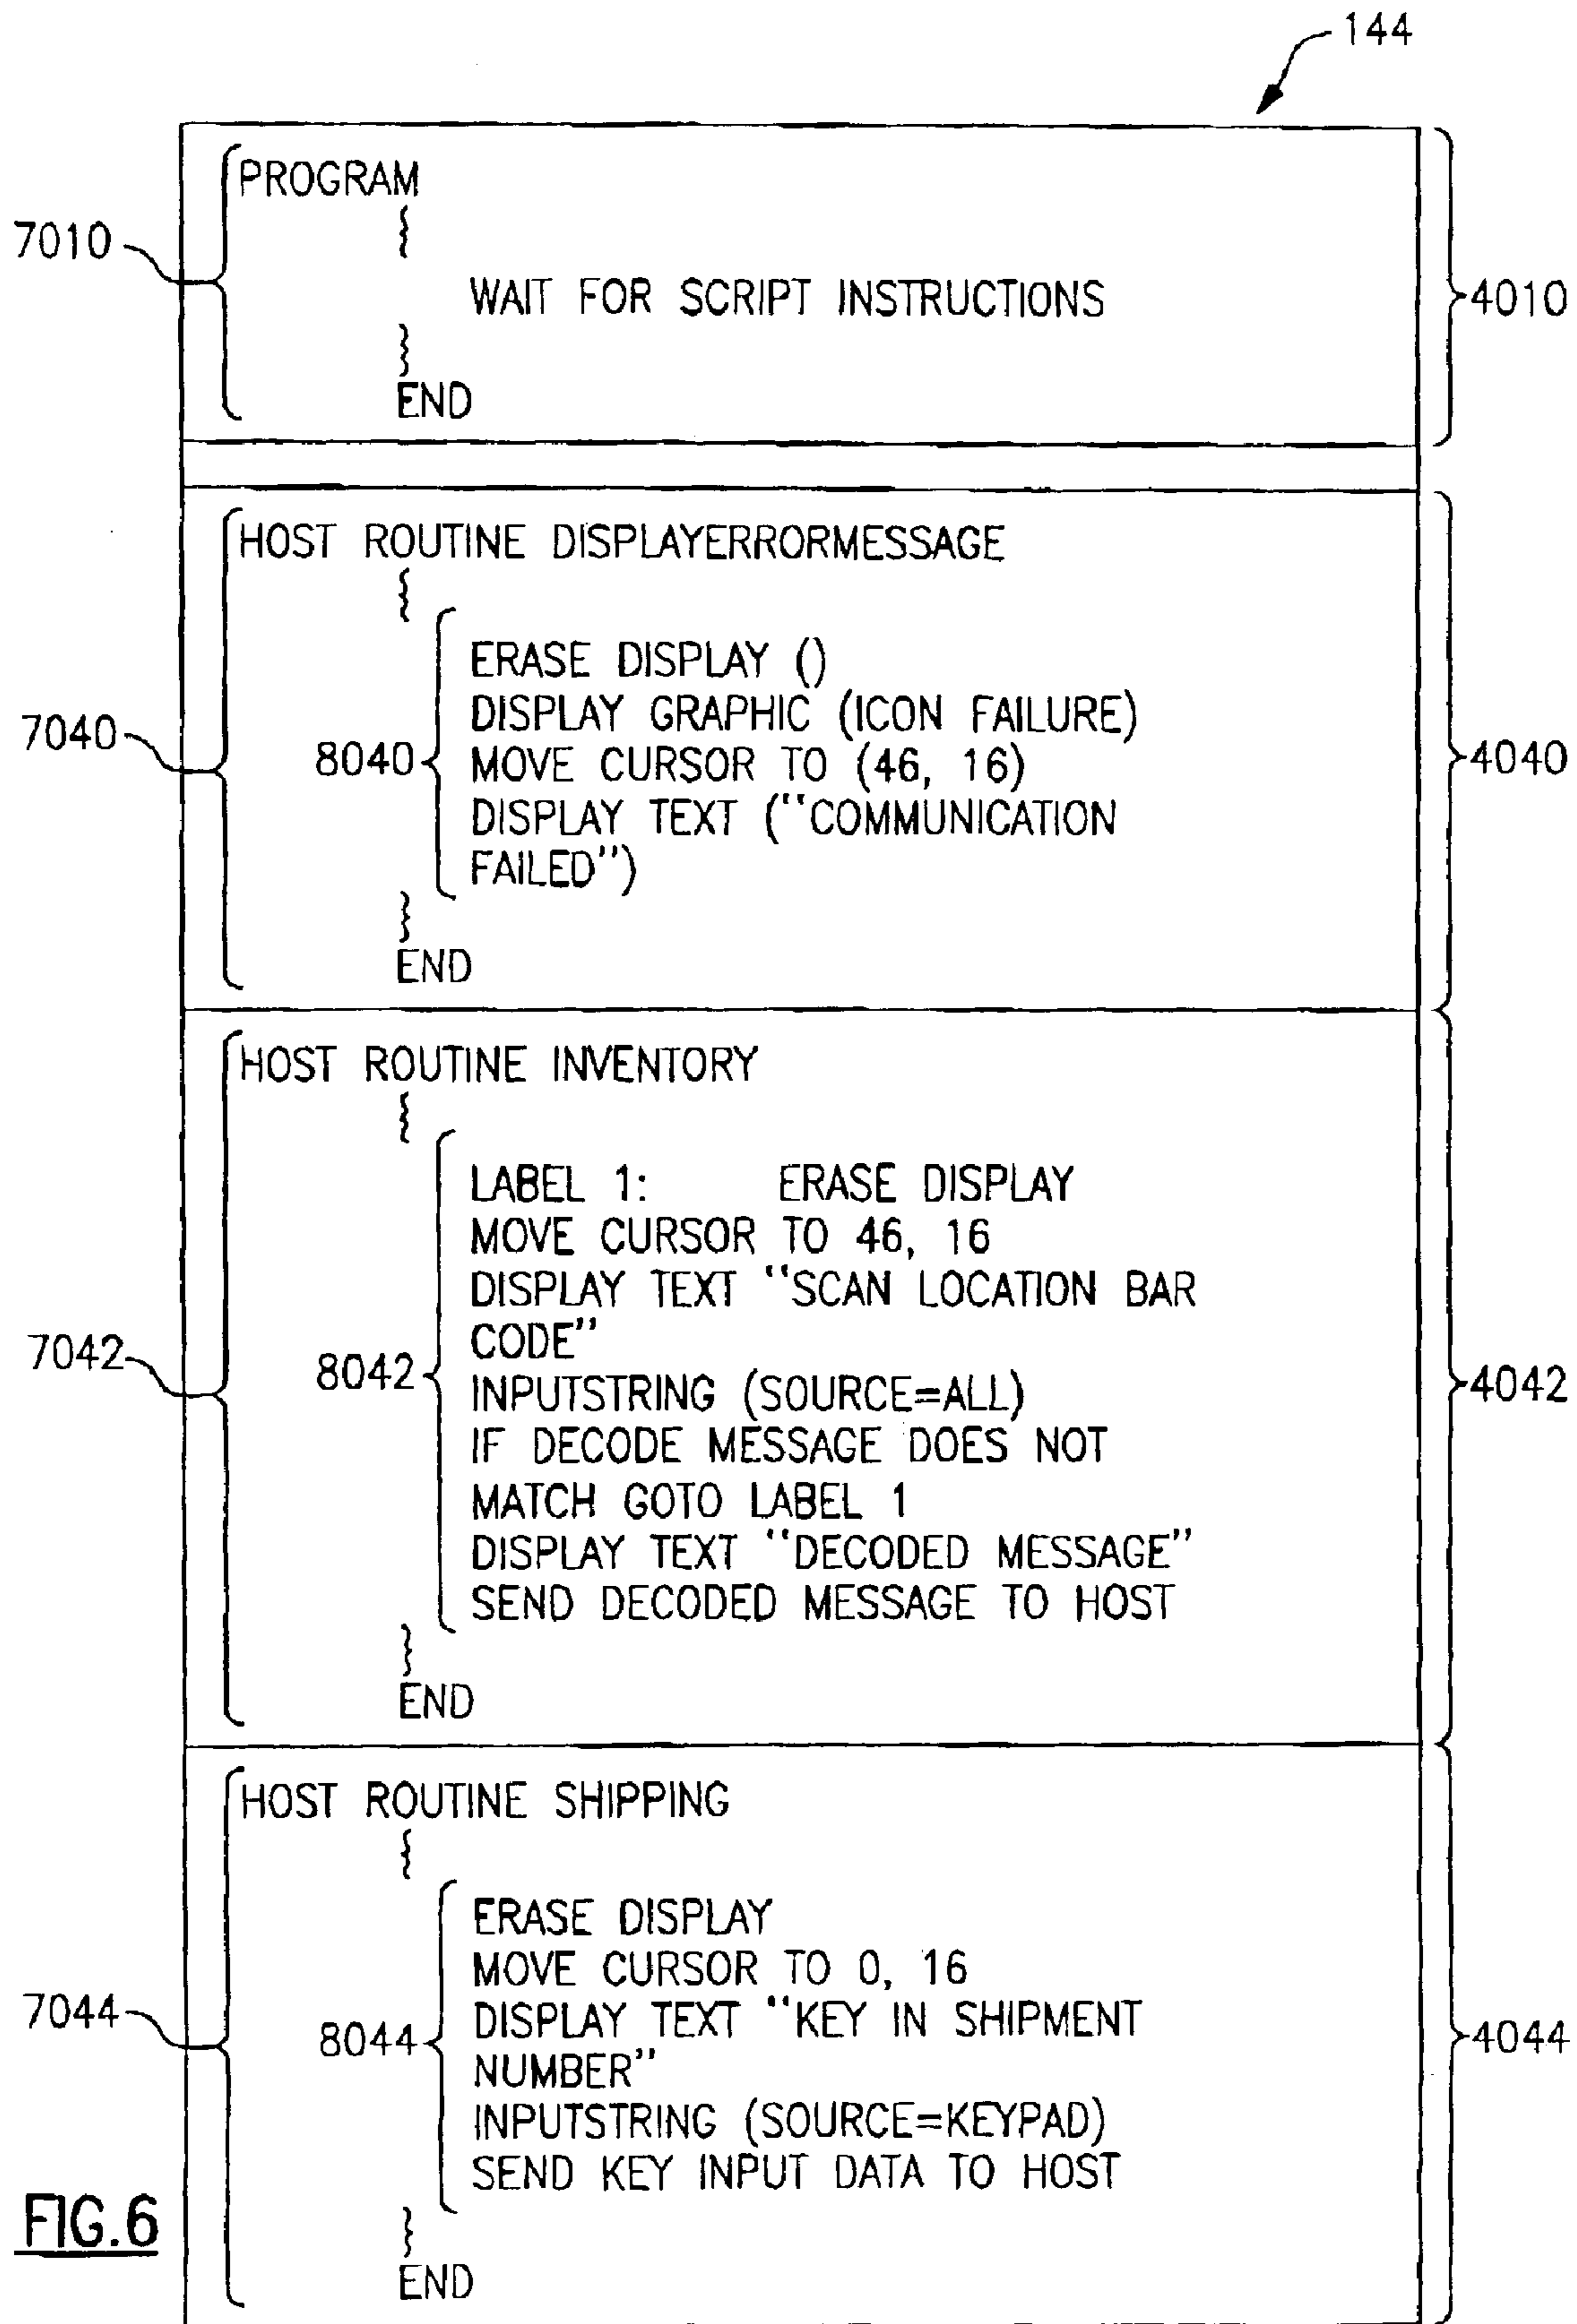 144
PROGRAM
7010
WAIT FOR SCRIPT INSTRUCTIONS
4010
END
HOST ROUTINE DISPLAYERRORMESSAGE
ERASE DISPLAY ()
DISPLAY GRAPHIC (ICON FAILURE)
7040
8040
MOVE CURSOR TO (46, 16)
4040
DISPLAY TEXT ("COMMUNICATION
FAILED")
END
HOST ROUTINE INVENTORY
LABEL 1: ERASE DISPLAY
MOVE CURSOR TO 46, 16
DISPLAY TEXT "SCAN LOCATION BAR
CODE"
7042
8042
INPUTSTRING (SOURCE=ALL)
4042
IF DECODE MESSAGE DOES NOT
MATCH GOTO LABEL 1
DISPLAY TEXT "DECODED MESSAGE"
SEND DECODED MESSAGE TO HOST
END
HOST ROUTINE SHIPPING
ERASE DISPLAY
MOVE CURSOR TO 0, 16
7044
8044
DISPLAY TEXT "KEY IN SHIPMENT
NUMBER"
4044
INPUTSTRING (SOURCE=KEYPAD)
SEND KEY INPUT DATA TO HOST
END
FIG.6